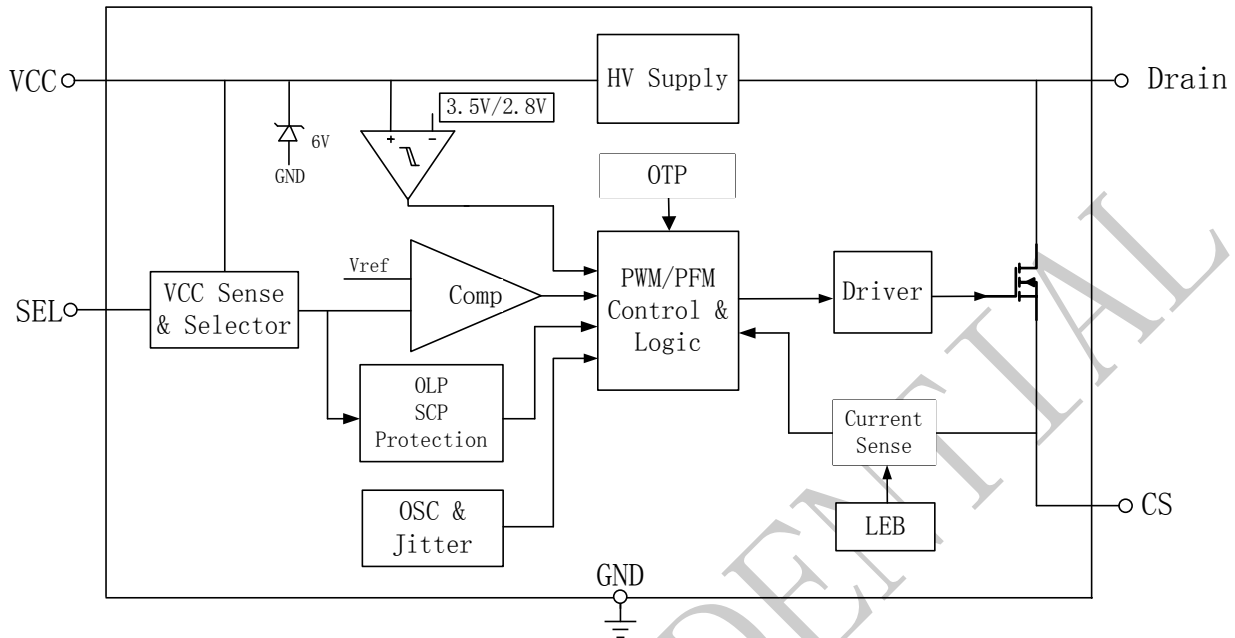 VCC
HV Supply
Drain
3.5V/2.8V
+
−
6V
GND
OTP
VCC Sense
& Selector
SEL
Vref
Comp
PWM/PFM
Control &
Logic
Driver
OLP
SCP
Protection
Current
Sense
OSC &
Jitter
LEB
CS
GND
DENTIAL